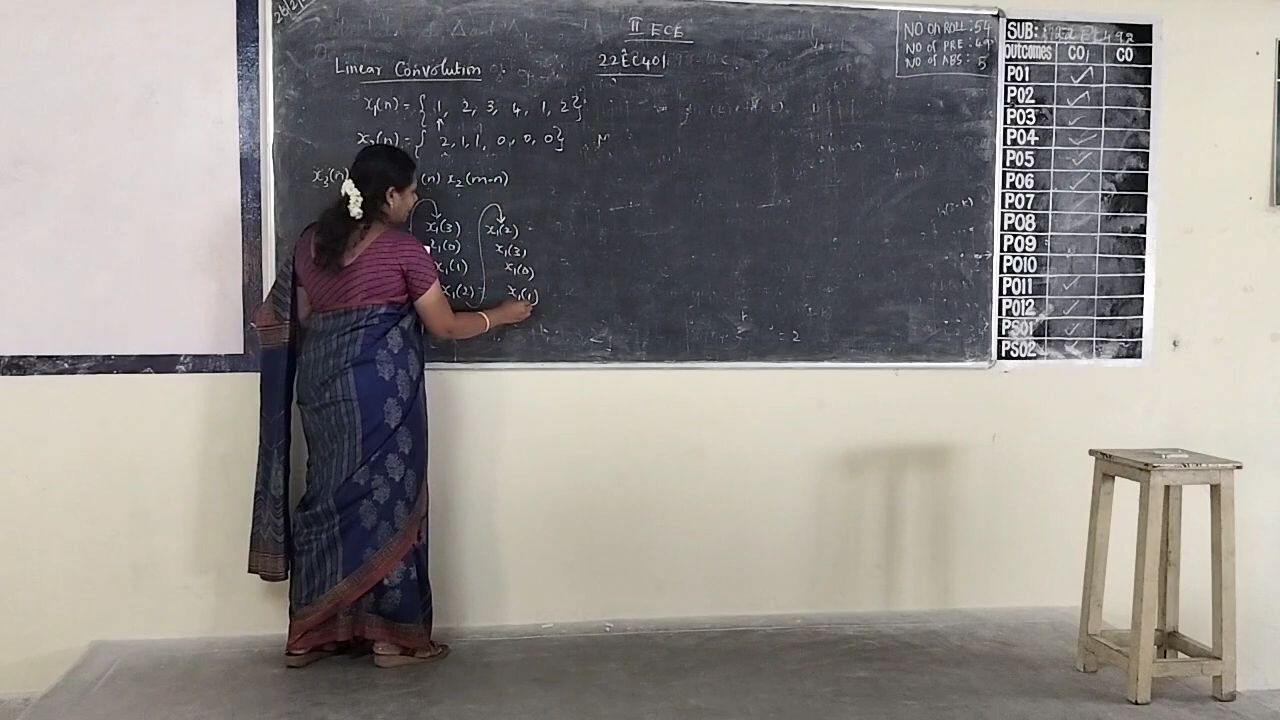 II ECE
22EC401
Linear Convolution
x₁(n) = { 1, 2, 3, 4, 1, 2 }
↑
x₂(n) = { 2, 1, 1, 0, 0, 0 }
x₃(n) (n) x₂(m-n)
x₁(3)
x₁(0)
x₁(1)
x₁(2)
x₁(2)
x₁(3)
x₁(0)
x₁(1)
= 2
NO ON ROLL : 54
NO of PRE : 49
NO of ABS : 5
SUB:
outcomes CO1 CO
PO1 ✓
PO2 ✓
PO3 ✓
PO4 ✓
PO5 ✓
PO6 ✓
PO7 ✓
PO8
PO9
PO10
PO11 ✓
PO12 ✓
PSO1 ✓
PSO2 ✓